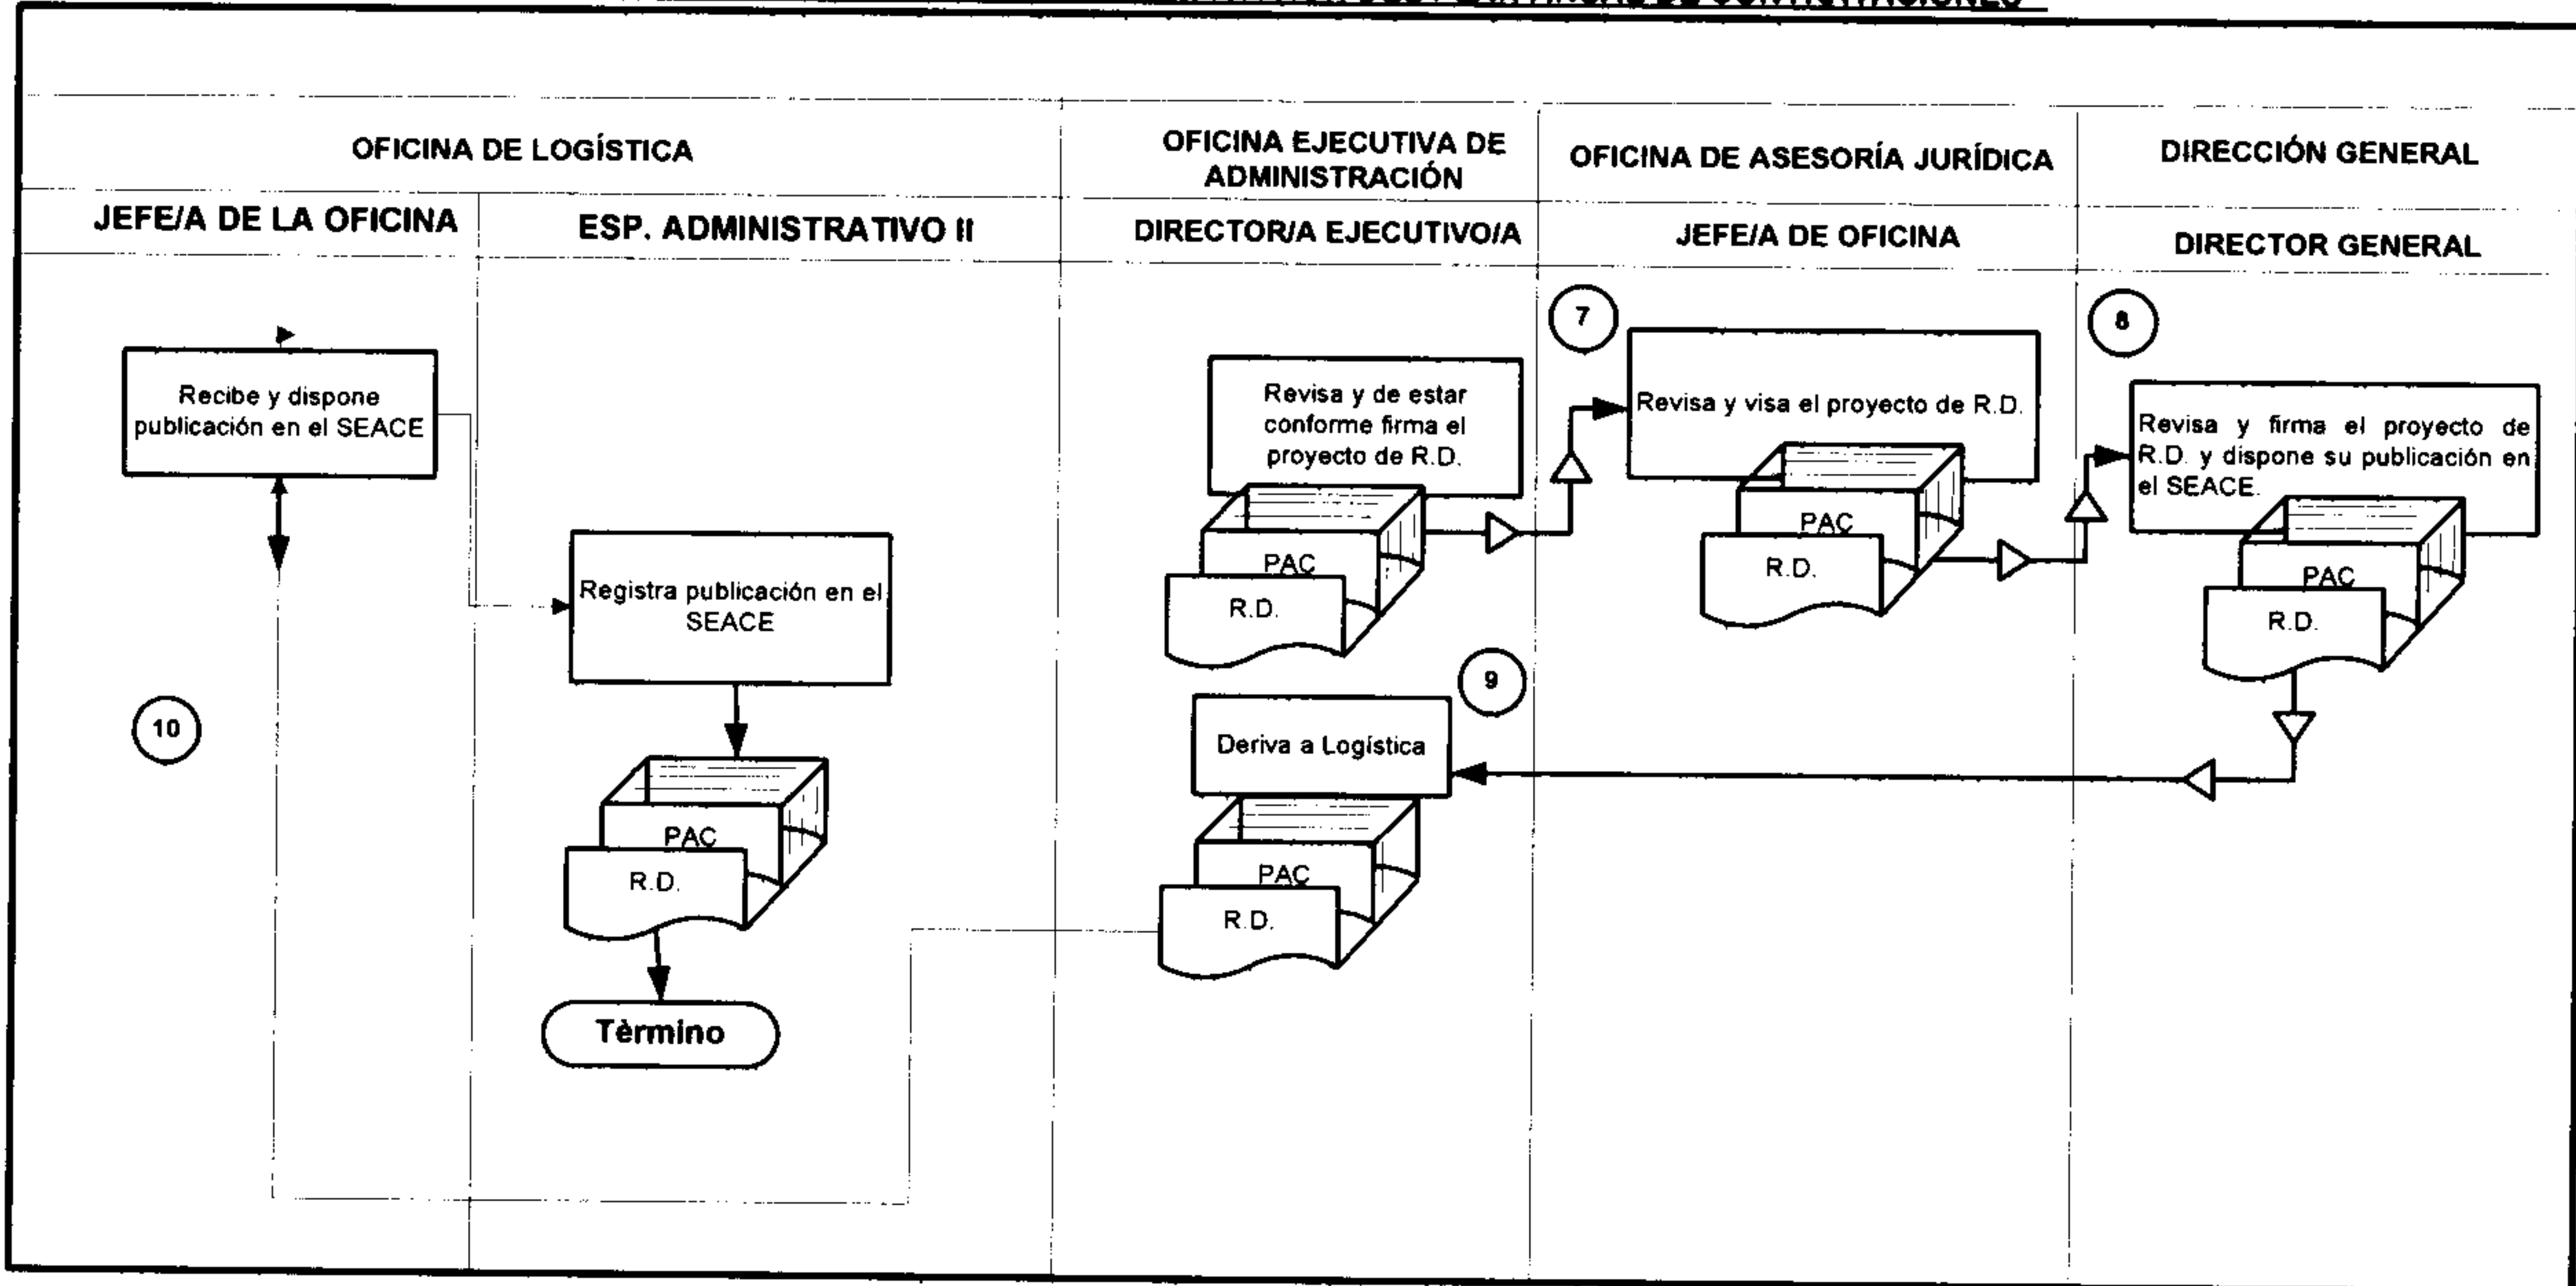 OFICINA DE LOGÍSTICA
OFICINA EJECUTIVA DE
ADMINISTRACIÓN
OFICINA DE ASESORÍA JURÍDICA
DIRECCIÓN GENERAL
JEFE/A DE LA OFICINA
ESP. ADMINISTRATIVO II
DIRECTOR/A EJECUTIVO/A
JEFE/A DE OFICINA
DIRECTOR GENERAL
Recibe y dispone
publicación en el SEACE
10
Registra publicación en el
SEACE
PAC
R.D.
Tèrmino
Revisa y de estar
conforme firma el
proyecto de R.D.
PAC
R.D.
7
Revisa y visa el proyecto de R.D.
PAC
R.D.
8
Revisa y firma el proyecto de
R.D. y dispone su publicación en
el SEACE.
PAC
R.D.
9
Deriva a Logística
PAC
R.D.